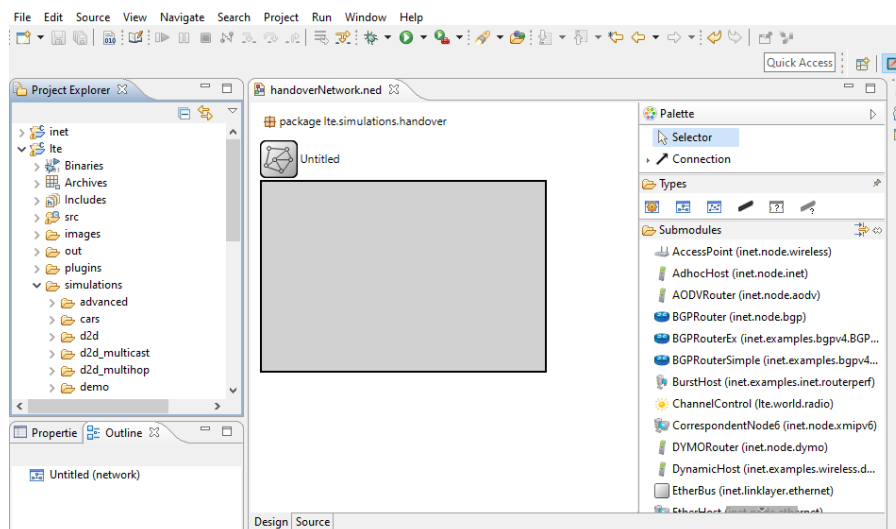 File Edit Source View Navigate Search Project Run Window Help
Quick Access
Project Explorer
inet
lte
Binaries
Archives
Includes
src
images
out
plugins
simulations
advanced
cars
d2d
d2d_multicast
d2d_multihop
demo
Propertie Outline
Untitled (network)
handoverNetwork.ned
package lte.simulations.handover
Untitled
Design Source
Palette
Selector
Connection
Types
Submodules
AccessPoint (inet.node.wireless)
AdhocHost (inet.node.inet)
AODVRouter (inet.node.aodv)
BGPRouter (inet.node.bgp)
BGPRouterEx (inet.examples.bgpv4.BGP...
BGPRouterSimple (inet.examples.bgpv4...
BurstHost (inet.examples.inet.routerperf)
ChannelControl (lte.world.radio)
CorrespondentNode6 (inet.node.xmipv6)
DYMORouter (inet.node.dymo)
DynamicHost (inet.examples.wireless.d...
EtherBus (inet.linklayer.ethernet)
EtherHost (inet.node.ethernet)